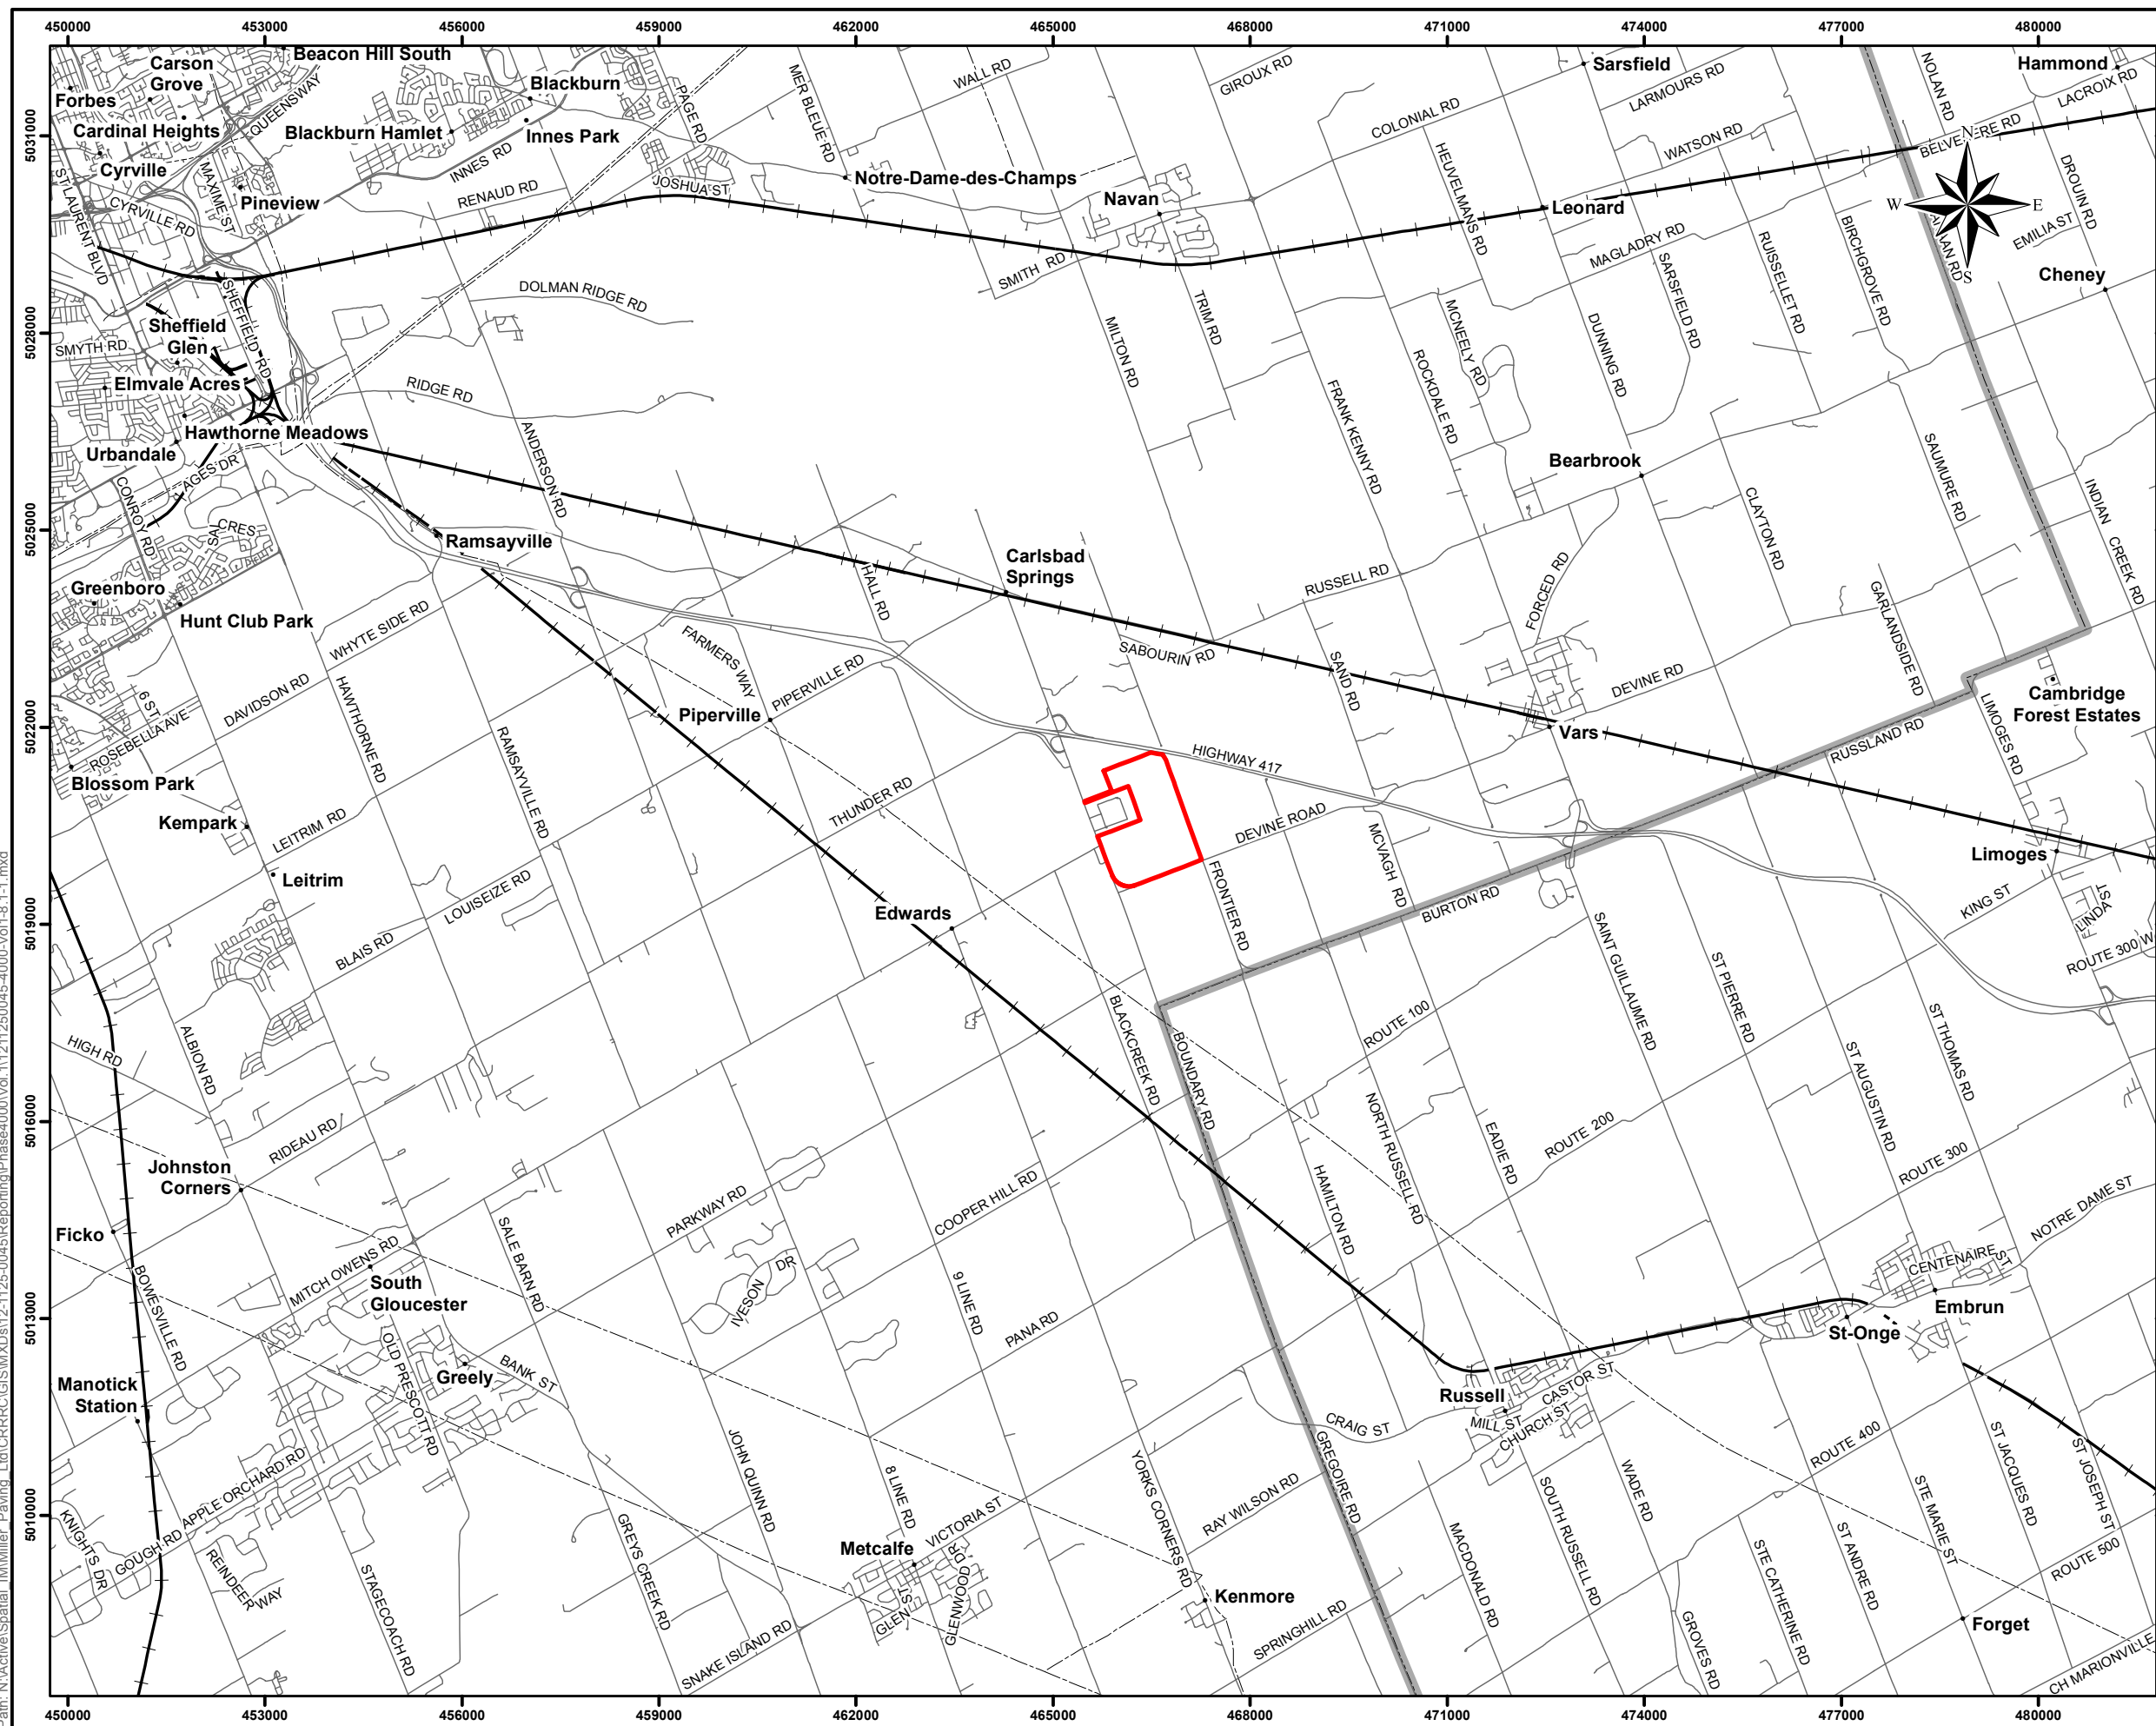 450000 453000 456000 459000 462000 465000 468000 471000 474000 477000 480000
Beacon Hill South
Carson
Grove
Blackburn
Sarsfield
Hammond
Forbes
QUEENSWAY
PAGE RD
MER BLEUE RD
WALL RD
GIROUX RD
LARMOURS RD
NOLAN RD
LACROIX RD
5031000
Cardinal Heights
Blackburn Hamlet
Innes Park
COLONIAL RD
WATSON RD
BELVEDERE RD
N
Cyrville
INNES RD
HEUVELMANS RD
DROUIN RD
ST LAURENT BLVD
MAXIME ST
Pineview
RENAUD RD
JOSHUA ST
Notre-Dame-des-Champs
Navan
Leonard
W
E
CYRVILLE RD
MAGLADRY RD
EMILIA ST
SMITH RD
SARSFIELD RD
RUISSELLET RD
BIRCHGROVE RD
S
Cheney
SHEFFIELD RD
DOLMAN RIDGE RD
TRIM RD
MILTON RD
MCNEELY RD
DUNNING RD
5028000
Sheffield
Glen
SMYTH RD
Elmvale Acres
RIDGE RD
FRANK KENNY RD
ROCKDALE RD
Hawthorne Meadows
Urbandale
ANDERSON RD
Bearbrook
SAUMURE RD
CONROY RD
CLAYTON RD
INDIAN CREEK RD
5025000
CRES
Ramsayville
Carlsbad
Springs
HALL RD
RUSSELL RD
FORCED RD
GARLANDSIDE RD
Greenboro
Hunt Club Park
WHYTE SIDE RD
FARMERS WAY
SABOURIN RD
SAND RD
PIPERVILLE RD
DEVINE RD
6 ST
DAVIDSON RD
HAWTHORNE RD
Piperville
Cambridge
Forest Estates
5022000
ROSEBELLA AVE
RAMSAYVILLE RD
Vars
RUSSLAND RD
LIMOGES RD
HIGHWAY 417
Blossom Park
THUNDER RD
Kempark
LEITRIM RD
DEVINE ROAD
MCVAGH RD
Limoges
Leitrim
LOUISEIZE RD
FRONTIER RD
BURTON RD
KING ST
LINDA ST
5019000
Edwards
BLAIS RD
SAINT GUILLAUME RD
ST PIERRE RD
ROUTE 300 W
HIGH RD
ALBION RD
BLACKCREEK RD
BOUNDARY RD
ROUTE 100
ST THOMAS RD
ST AUGUSTIN RD
5016000
RIDEAU RD
NORTH RUSSELL RD
EADIE RD
ROUTE 200
ROUTE 300
Johnston
Corners
HAMILTON RD
NOTRE DAME ST
Ficko
SALE BARN RD
PARKWAY RD
COOPER HILL RD
MITCH OWENS RD
IVESON DR
CENTENAIRE ST
BOWESVILLE RD
South
Gloucester
9 LINE RD
Embrun
5013000
PANA RD
St-Onge
OLD PRESCOTT RD
BANK ST
Greely
Manotick
Station
Russell
CASTOR ST
MILL ST
CHURCH ST
CRAIG ST
GREGOIRE RD
JOHN QUINN RD
YORKS CORNERS RD
ROUTE 400
ST JACQUES RD
ST JOSEPH ST
APPLE ORCHARD RD
8 LINE RD
RAY WILSON RD
SOUTH RUSSELL RD
WADE RD
STE MARIE ST
5010000
KNIGHTS DR
GOUGH RD
VICTORIA ST
GREYS CREEK RD
MACDONALD RD
STE CATHERINE RD
ST ANDRE RD
ROUTE 500
Metcalfe
REINDEER WAY
STAGECOACH RD
GLEN ST
GLENWOOD DR
Kenmore
SPRINGHILL RD
GROVES RD
Forget
SNAKE ISLAND RD
CH MARIONVILLE
450000 453000 456000 459000 462000 465000 468000 471000 474000 477000 480000